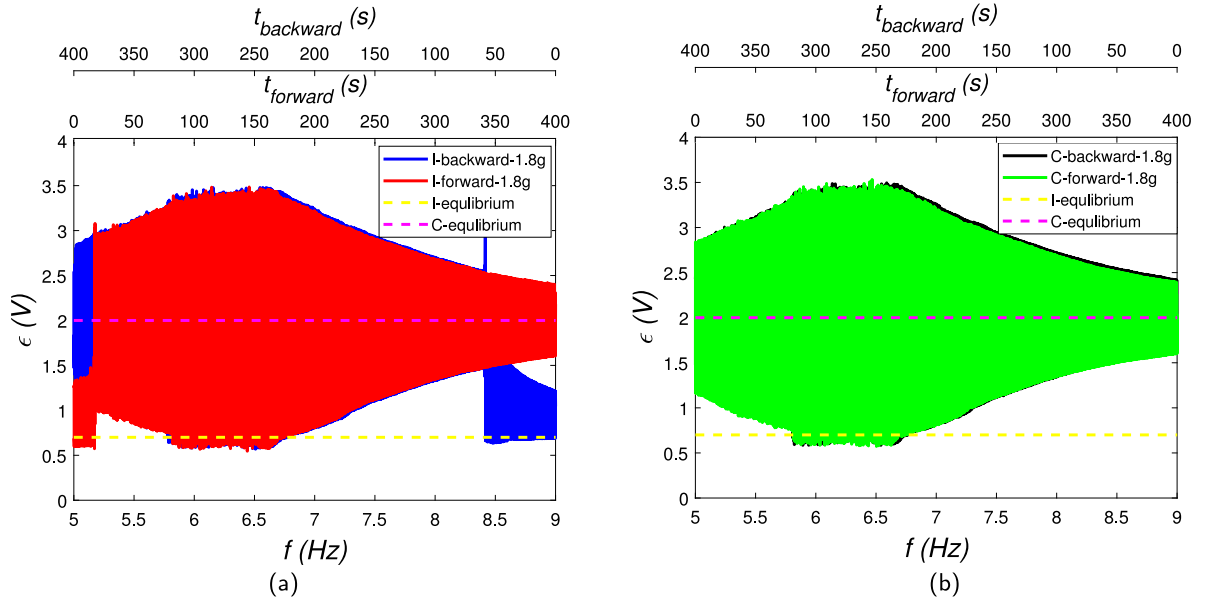 t_backward (s)
400 350 300 250 200 150 100 50 0
t_forward (s)
0 50 100 150 200 250 300 350 400
4
3.5
3
2.5
2
1.5
1
0.5
0
ϵ (V)
I-backward-1.8g
I-forward-1.8g
I-equlibrium
C-equlibrium
5 5.5 6 6.5 7 7.5 8 8.5 9
f (Hz)
(a)
t_backward (s)
400 350 300 250 200 150 100 50 0
t_forward (s)
0 50 100 150 200 250 300 350 400
4
3.5
3
2.5
2
1.5
1
0.5
0
ϵ (V)
C-backward-1.8g
C-forward-1.8g
I-equlibrium
C-equlibrium
5 5.5 6 6.5 7 7.5 8 8.5 9
f (Hz)
(b)